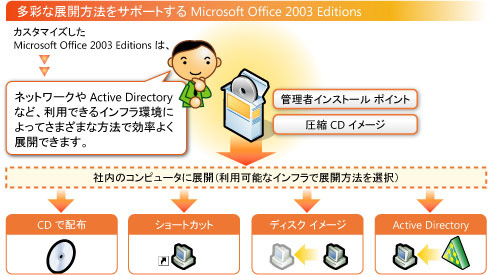 多彩な展開方法をサポートする Microsoft Office 2003 Editions
カスタマイズした
Microsoft Office 2003 Editions は、
ネットワークや Active Directory
など、利用できるインフラ環境に
よってさまざまな方法で効率よく
展開できます。
管理者インストール ポイント
圧縮 CD イメージ
社内のコンピュータに展開（利用可能なインフラで展開方法を選択）
CD で配布
ショートカット
ディスク イメージ
Active Directory